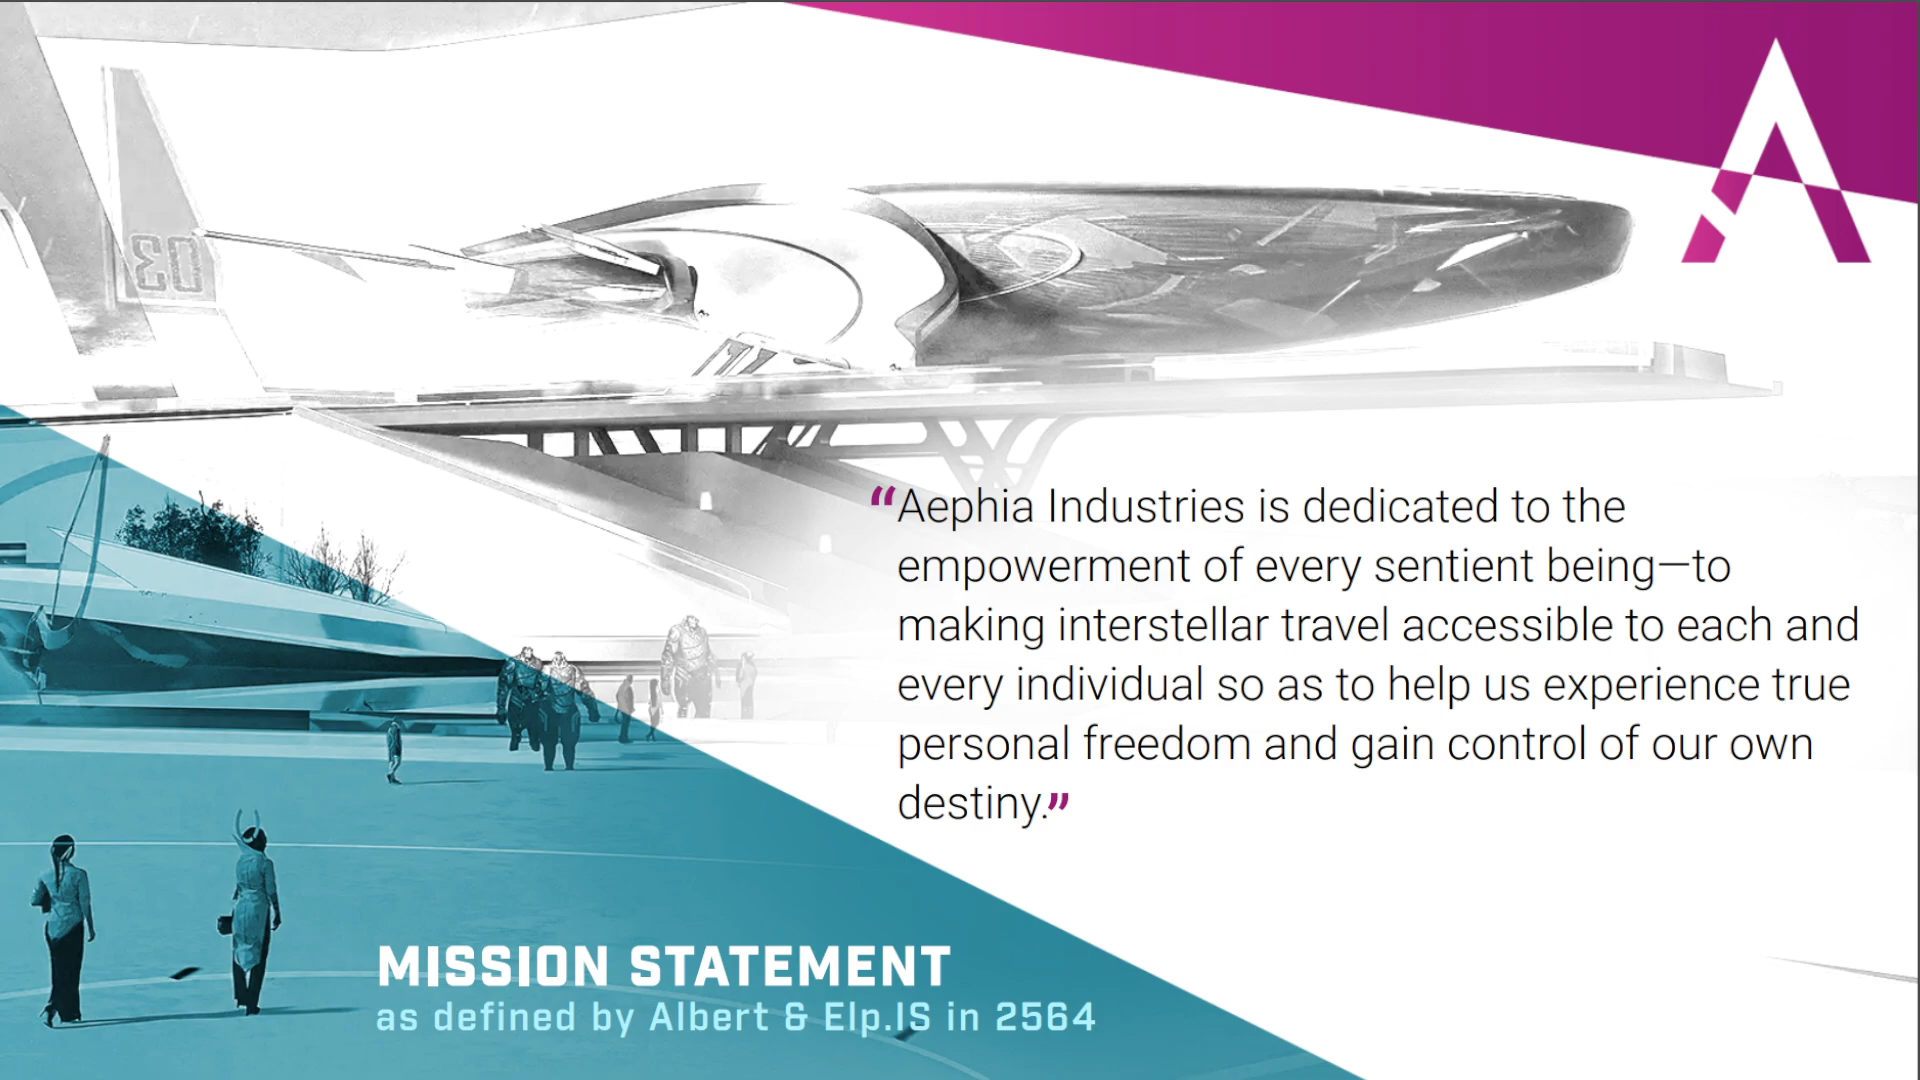 03
“Aephia Industries is dedicated to the
empowerment of every sentient being—to
making interstellar travel accessible to each and
every individual so as to help us experience true
personal freedom and gain control of our own
destiny.”
MISSION STATEMENT
as defined by Albert & Elp.IS in 2564